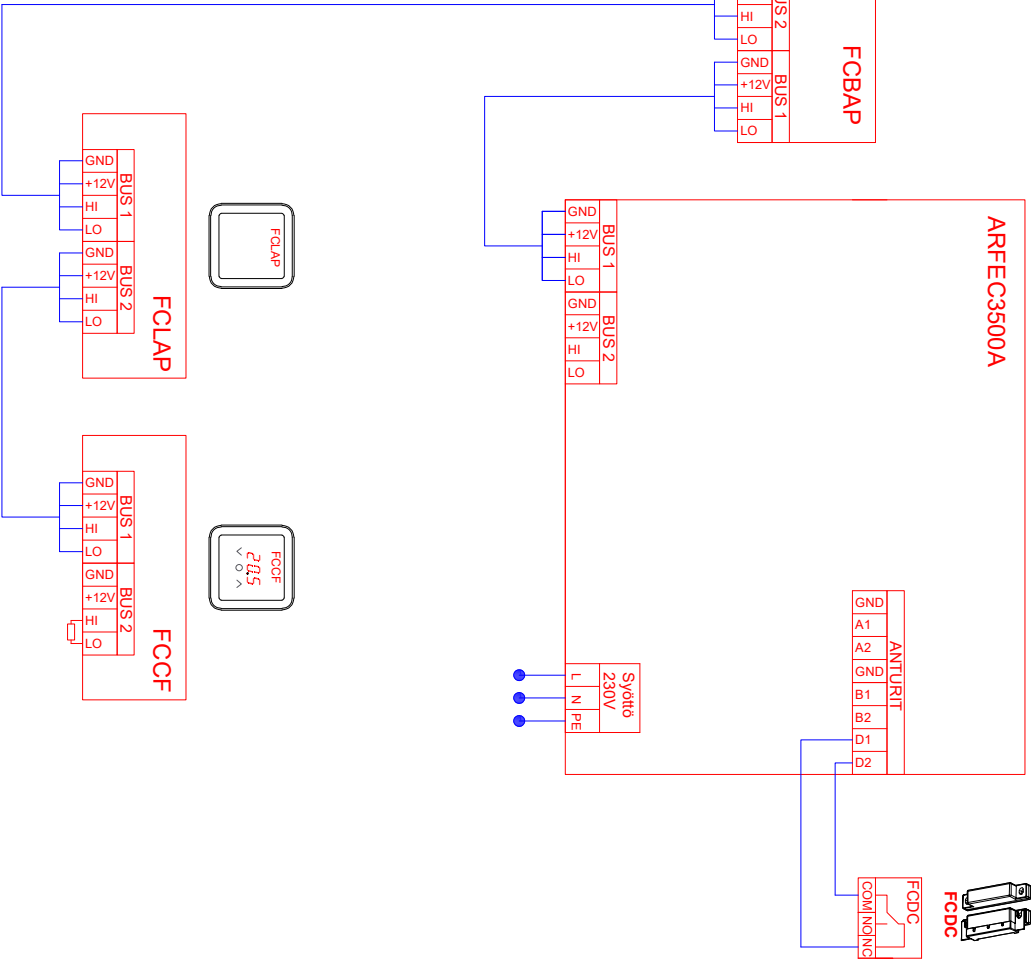 US 2
HI
LO
GND
+12V
HI
LO
BUS 1
FCBAP
ARFEC3500A
GND
+12V
HI
LO
BUS 1
GND
+12V
HI
LO
BUS 2
GND
+12V
HI
LO
BUS 1
GND
+12V
HI
LO
BUS 2
FCLAP
FCLAP
GND
+12V
HI
LO
BUS 1
GND
+12V
HI
LO
BUS 2
FCCF
FCCF
20.5
L
N
PE
Syöttö
230V
GND
A1
A2
GND
B1
B2
D1
D2
ANTURIT
COM
NO
NC
FCDC
FCDC